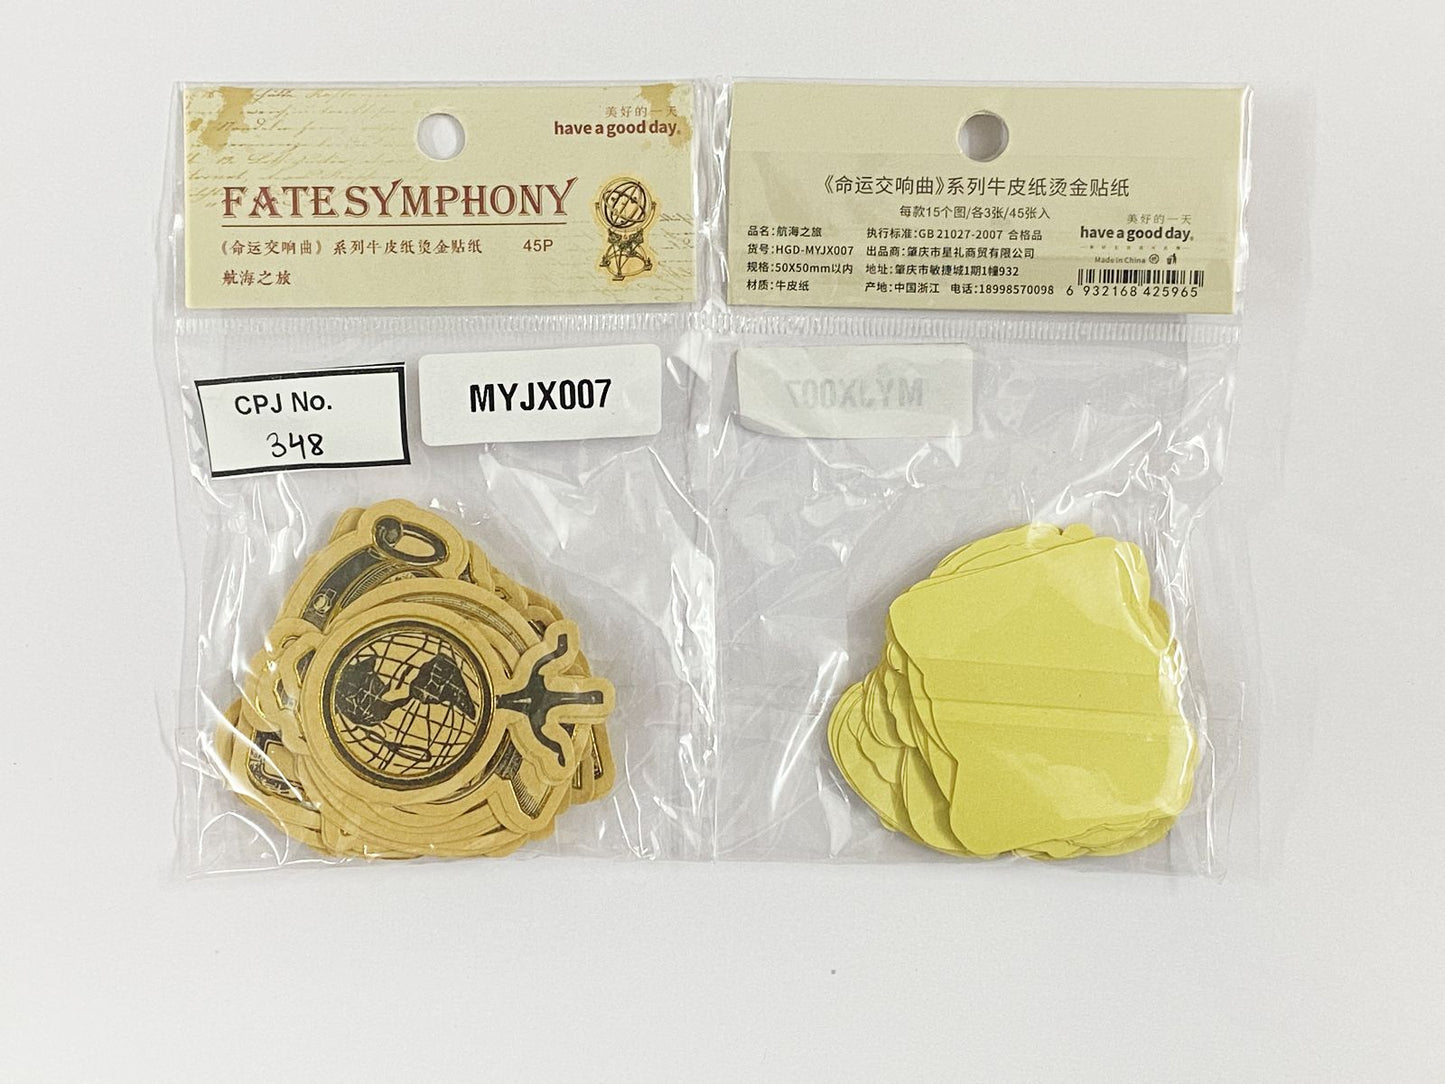 美好的一天
have a good day.
FATE SYMPHONY
《命运交响曲》系列牛皮纸烫金贴纸 45P
航海之旅
CPJ No.
348
MYJX007
《命运交响曲》系列牛皮纸烫金贴纸
每款15个图/各3张/45张入
品名:航海之旅 执行标准:GB 21027-2007 合格品
货号:HGD-MYJX007 出品商:肇庆市星礼商贸有限公司
规格:50X50mm以内 地址:肇庆市敏捷城1期1幢932
材质:牛皮纸 产地:中国浙江 电话:18998570098
美好的一天
have a good day.
Made in China
6 932168 425965
MYJX007